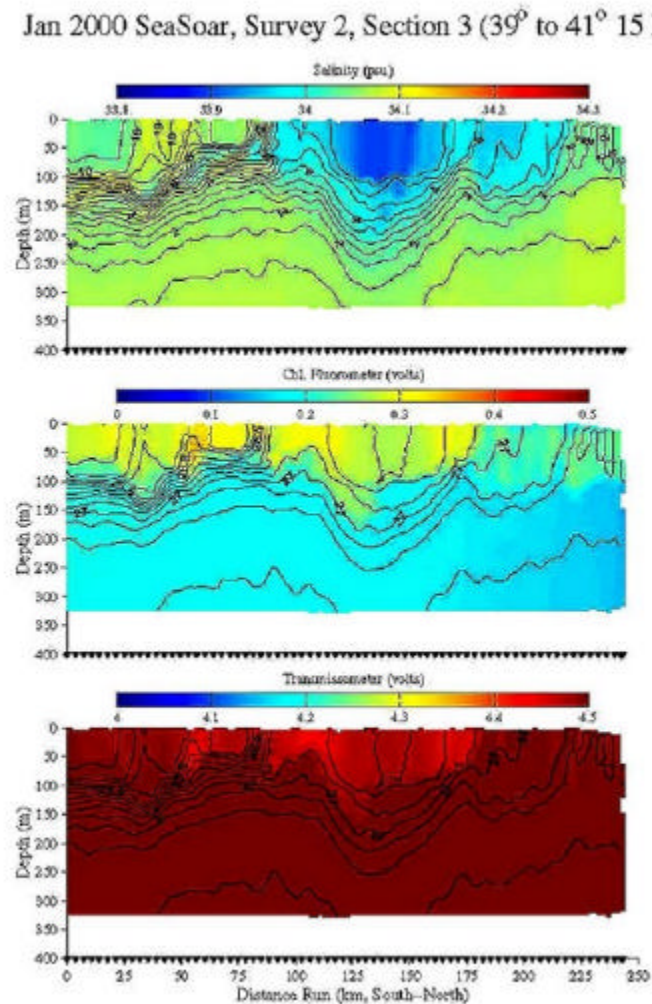 Jan 2000 SeaSoar, Survey 2, Section 3 (39° to 41° 15
Salinity (psu)
33.8 33.9 34 34.1 34.2 34.3
0
50
100
150
200
250
300
350
400
Depth (m)
Chl. Fluorometer (volts)
0 0.1 0.2 0.3 0.4 0.5
0
50
100
150
200
250
300
350
400
Depth (m)
Transmissometer (volts)
4. 4.1 4.2 4.3 4.4 4.5
0
50
100
150
200
250
300
350
400
Depth (m)
0 25 50 75 100 125 150 175 200 225 250
Distance Run (km, South-North)